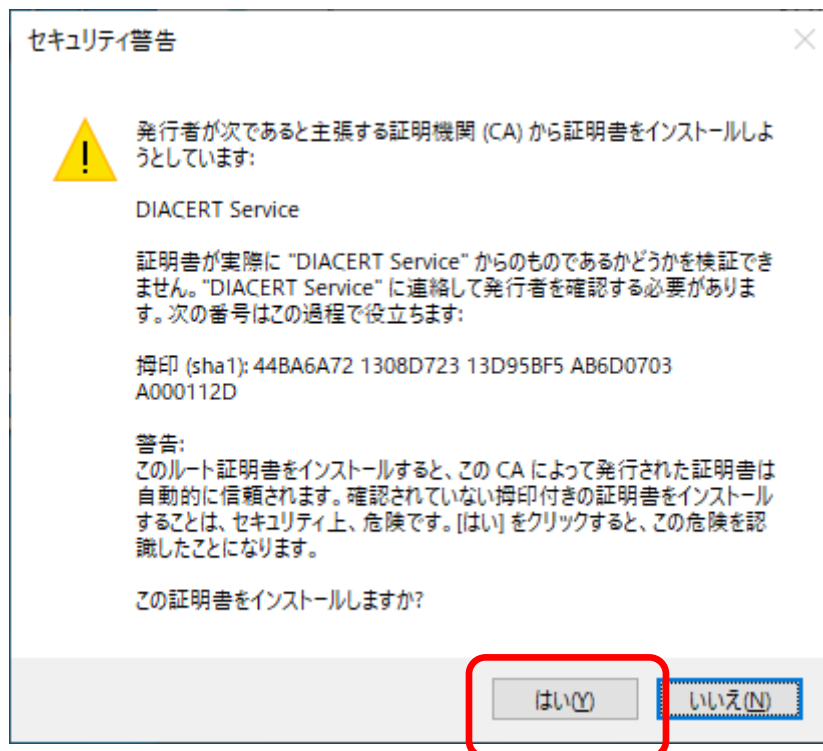 セキュリティ警告
発行者が次であると主張する証明機関 (CA) から証明書をインストールしよ
うとしています:
DIACERT Service
証明書が実際に "DIACERT Service" からのものであるかどうかを検証でき
ません。"DIACERT Service" に連絡して発行者を確認する必要がありま
す。次の番号はこの過程で役立ちます:
拇印 (sha1): 44BA6A72 1308D723 13D95BF5 AB6D0703
A000112D
警告:
このルート証明書をインストールすると、この CA によって発行された証明書は
自動的に信頼されます。確認されていない拇印付きの証明書をインストール
することは、セキュリティ上、危険です。[はい] をクリックすると、この危険を認
識したことになります。
この証明書をインストールしますか?
はい(Y)
いいえ(N)